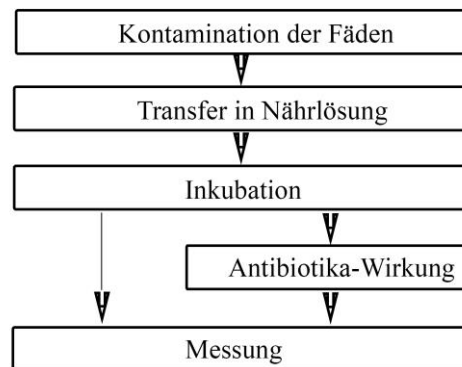 Kontamination der Fäden
Transfer in Nährlösung
Inkubation
Antibiotika-Wirkung
Messung